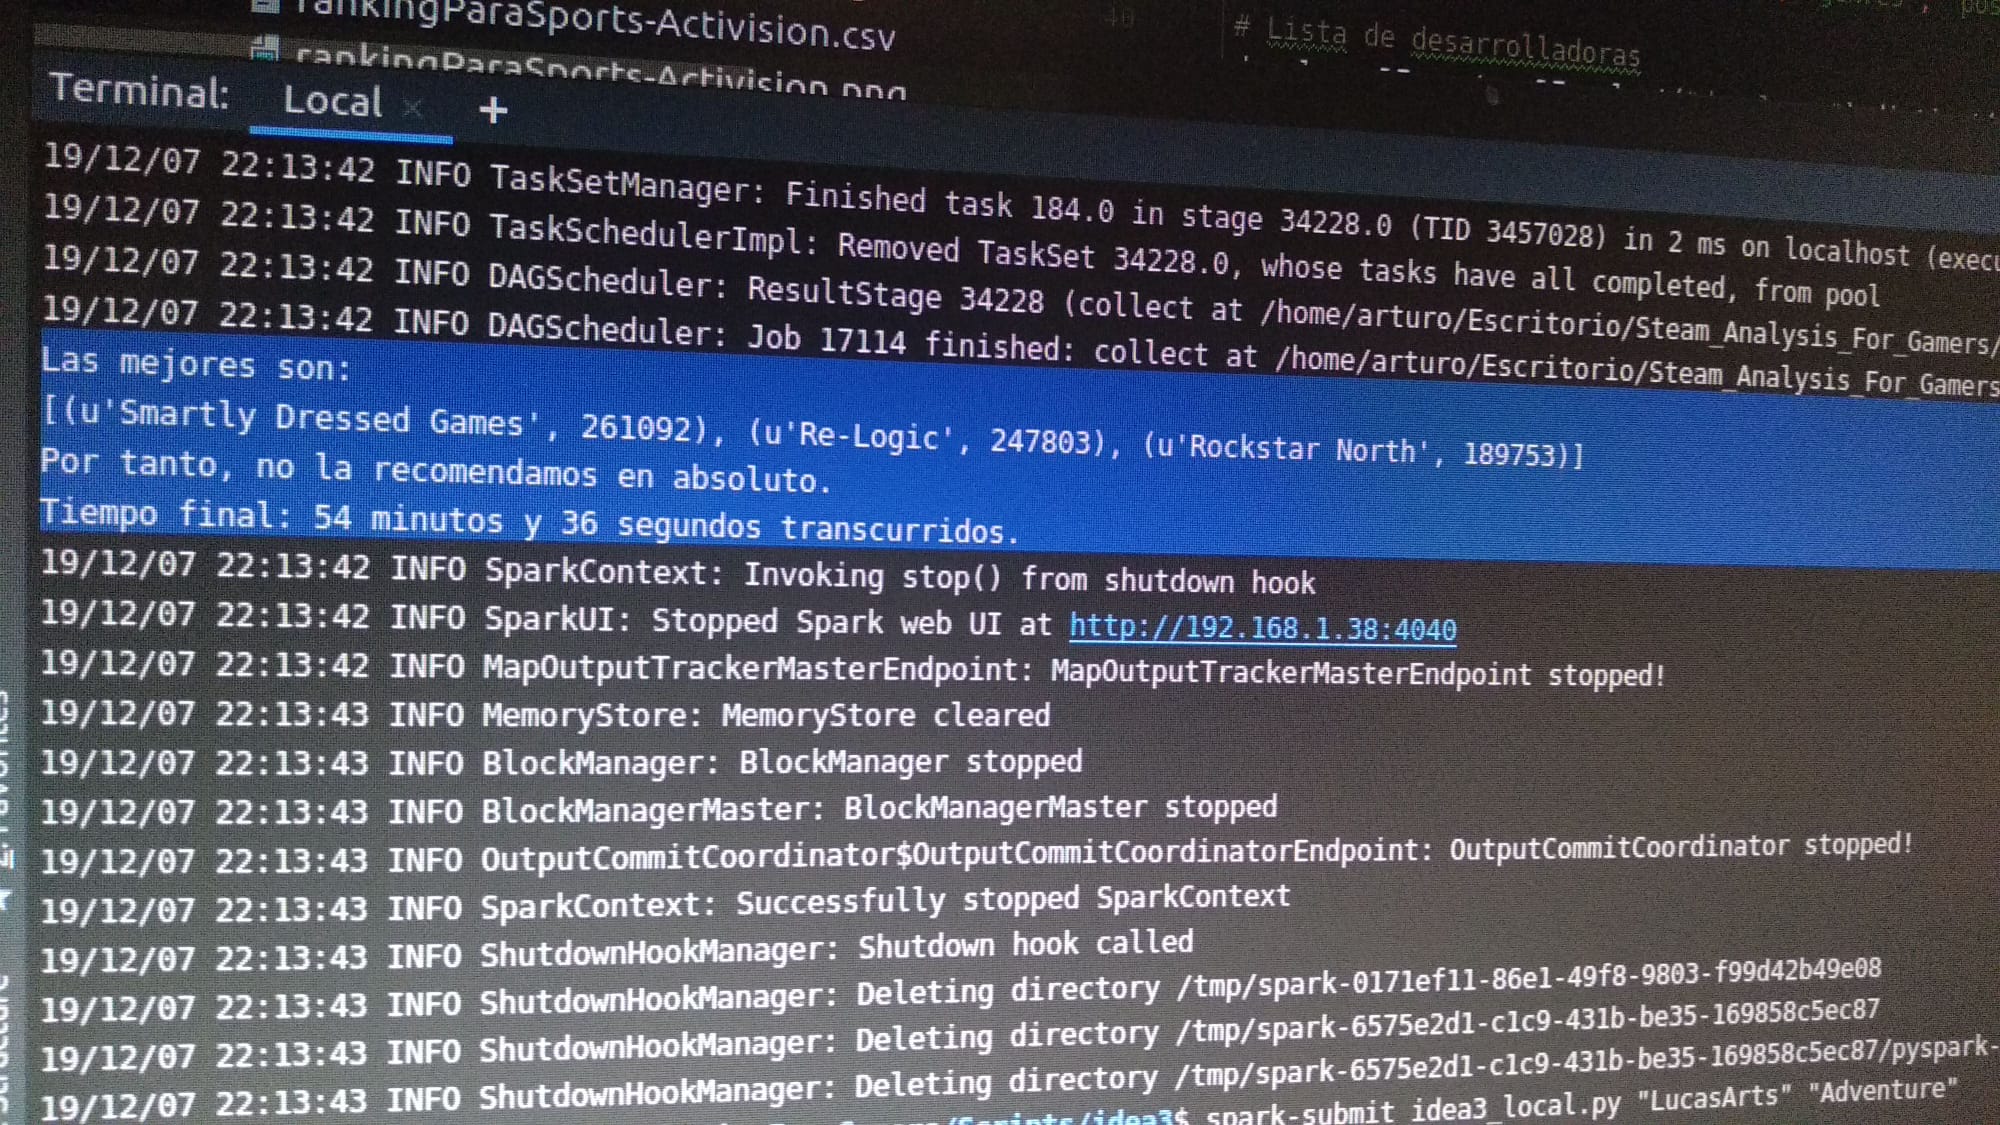 rankingParaSports-Activision.csv
rankingParaSports-Activision.png
40
# Lista de desarrolladoras
Terminal: Local × +
19/12/07 22:13:42 INFO TaskSetManager: Finished task 184.0 in stage 34228.0 (TID 3457028) in 2 ms on localhost (execu
19/12/07 22:13:42 INFO TaskSchedulerImpl: Removed TaskSet 34228.0, whose tasks have all completed, from pool
19/12/07 22:13:42 INFO DAGScheduler: ResultStage 34228 (collect at /home/arturo/Escritorio/Steam_Analysis_For_Gamers/
19/12/07 22:13:42 INFO DAGScheduler: Job 17114 finished: collect at /home/arturo/Escritorio/Steam_Analysis_For_Gamers
Las mejores son:
[(u'Smartly Dressed Games', 261092), (u'Re-Logic', 247803), (u'Rockstar North', 189753)]
Por tanto, no la recomendamos en absoluto.
Tiempo final: 54 minutos y 36 segundos transcurridos.
19/12/07 22:13:42 INFO SparkContext: Invoking stop() from shutdown hook
19/12/07 22:13:42 INFO SparkUI: Stopped Spark web UI at http://192.168.1.38:4040
19/12/07 22:13:42 INFO MapOutputTrackerMasterEndpoint: MapOutputTrackerMasterEndpoint stopped!
19/12/07 22:13:43 INFO MemoryStore: MemoryStore cleared
19/12/07 22:13:43 INFO BlockManager: BlockManager stopped
19/12/07 22:13:43 INFO BlockManagerMaster: BlockManagerMaster stopped
19/12/07 22:13:43 INFO OutputCommitCoordinator$OutputCommitCoordinatorEndpoint: OutputCommitCoordinator stopped!
19/12/07 22:13:43 INFO SparkContext: Successfully stopped SparkContext
19/12/07 22:13:43 INFO ShutdownHookManager: Shutdown hook called
19/12/07 22:13:43 INFO ShutdownHookManager: Deleting directory /tmp/spark-0171ef11-86e1-49f8-9803-f99d42b49e08
19/12/07 22:13:43 INFO ShutdownHookManager: Deleting directory /tmp/spark-6575e2d1-c1c9-431b-be35-169858c5ec87
19/12/07 22:13:43 INFO ShutdownHookManager: Deleting directory /tmp/spark-6575e2d1-c1c9-431b-be35-169858c5ec87/pyspark-
/Scripts/idea3$ spark-submit idea3_local.py "LucasArts" "Adventure"